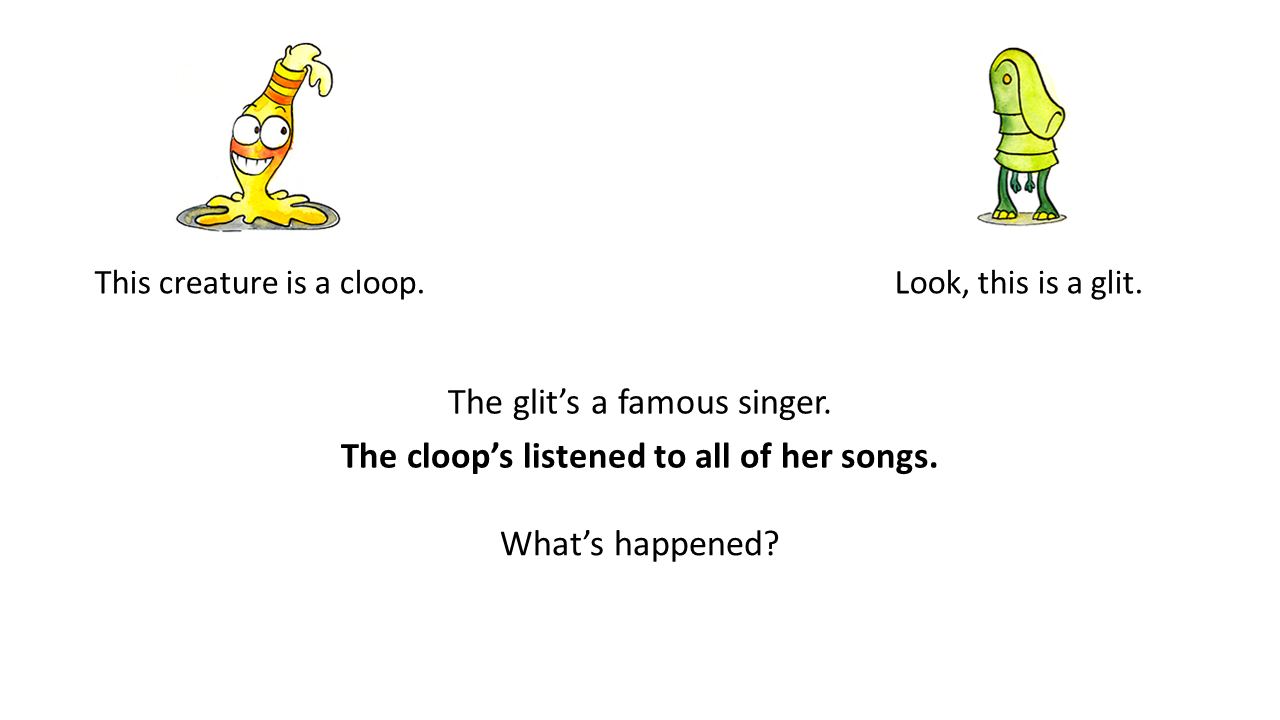 This creature is a cloop.
Look, this is a glit.
The glit’s a famous singer.
The cloop’s listened to all of her songs.
What’s happened?